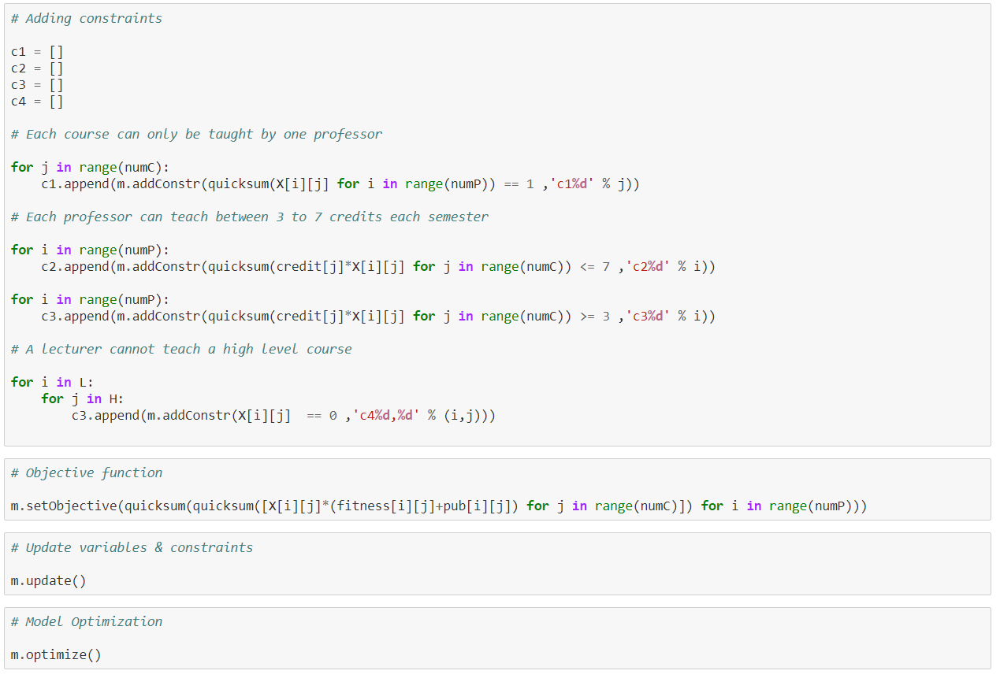 # Adding constraints
c1 = []
c2 = []
c3 = []
c4 = []
# Each course can only be taught by one professor
for j in range(numC):
    c1.append(m.addConstr(quicksum(X[i][j] for i in range(numP)) == 1 ,'c1%d' % j))
# Each professor can teach between 3 to 7 credits each semester
for i in range(numP):
    c2.append(m.addConstr(quicksum(credit[j]*X[i][j] for j in range(numC)) <= 7 ,'c2%d' % i))
for i in range(numP):
    c3.append(m.addConstr(quicksum(credit[j]*X[i][j] for j in range(numC)) >= 3 ,'c3%d' % i))
# A lecturer cannot teach a high level course
for i in L:
    for j in H:
        c3.append(m.addConstr(X[i][j]  == 0 ,'c4%d,%d' % (i,j)))
# Objective function
m.setObjective(quicksum(quicksum([X[i][j]*(fitness[i][j]+pub[i][j]) for j in range(numC)]) for i in range(numP)))
# Update variables & constraints
m.update()
# Model Optimization
m.optimize()